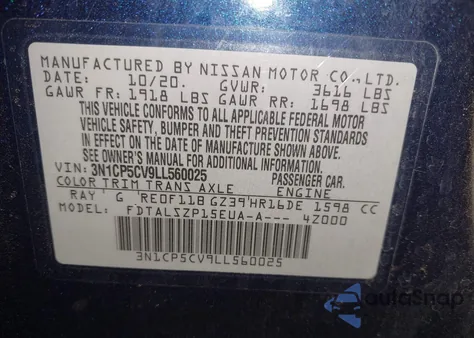 MANUFACTURED BY NISSAN MOTOR CO., LTD.
DATE: 10/20. GVWR: 3616 LBS
GAWR FR: 1918 LBS GAWR RR: 1698 LBS
THIS VEHICLE CONFORMS TO ALL APPLICABLE FEDERAL MOTOR
VEHICLE SAFETY, BUMPER AND THEFT PREVENTION STANDARDS
IN EFFECT ON THE DATE OF MANUFACTURE SHOWN ABOVE.
SEE OWNER'S MANUAL FOR ADDITIONAL INFORMATION
VIN: 3N1CP5CV9LL560025 PASSENGER CAR.
COLOR TRIM TRANS AXLE ENGINE
RAY' G 'RE0F11B GZ39'HR16DE 1598 CC
MODEL: FDTALSZP15EUA-A--- 4Z000
3N1CP5CV9LL560025
autoSnap